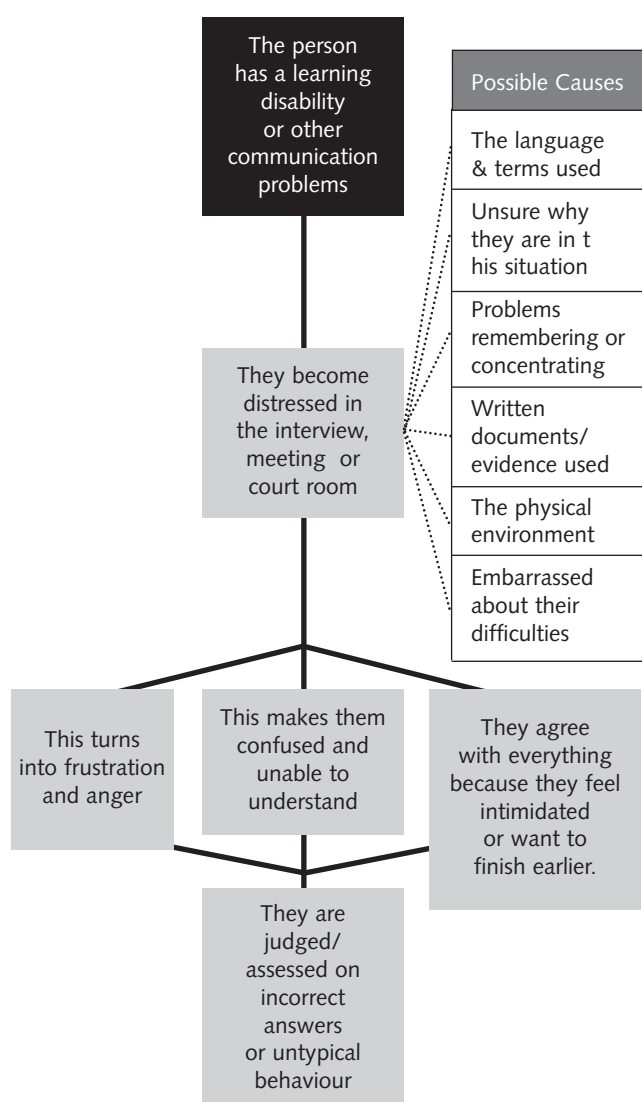 The person
has a learning
disability
or other
communication
problems
Possible Causes
The language
& terms used
Unsure why
they are in t
his situation
Problems
remembering or
concentrating
Written
documents/
evidence used
The physical
environment
Embarrassed
about their
difficulties
They become
distressed in
the interview,
meeting or
court room
This turns
into frustration
and anger
This makes them
confused and
unable to
understand
They agree
with everything
because they feel
intimidated
or want to
finish earlier.
They are
judged/
assessed on
incorrect
answers
or untypical
behaviour